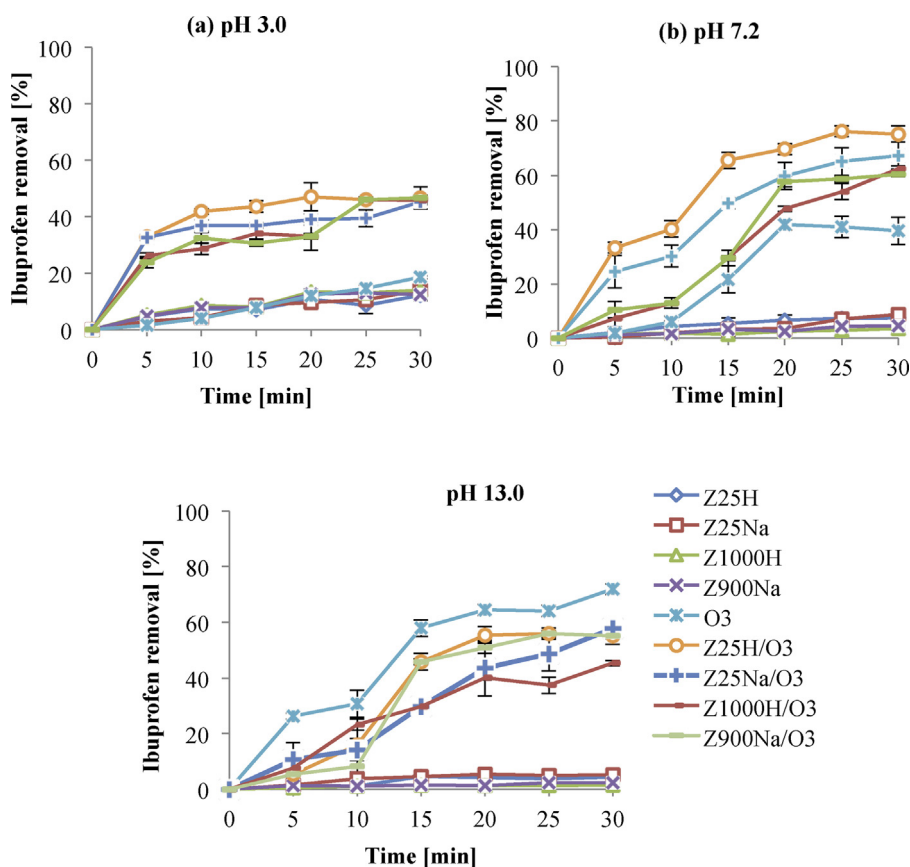 (a) pH 3.0
Ibuprofen removal [%]
100
80
60
40
20
0
0 5 10 15 20 25 30
Time [min]
(b) pH 7.2
Ibuprofen removal [%]
100
80
60
40
20
0
0 5 10 15 20 25 30
Time [min]
pH 13.0
Ibuprofen removal [%]
100
80
60
40
20
0
0 5 10 15 20 25 30
Time [min]
Z25H
Z25Na
Z1000H
Z900Na
O3
Z25H/O3
Z25Na/O3
Z1000H/O3
Z900Na/O3